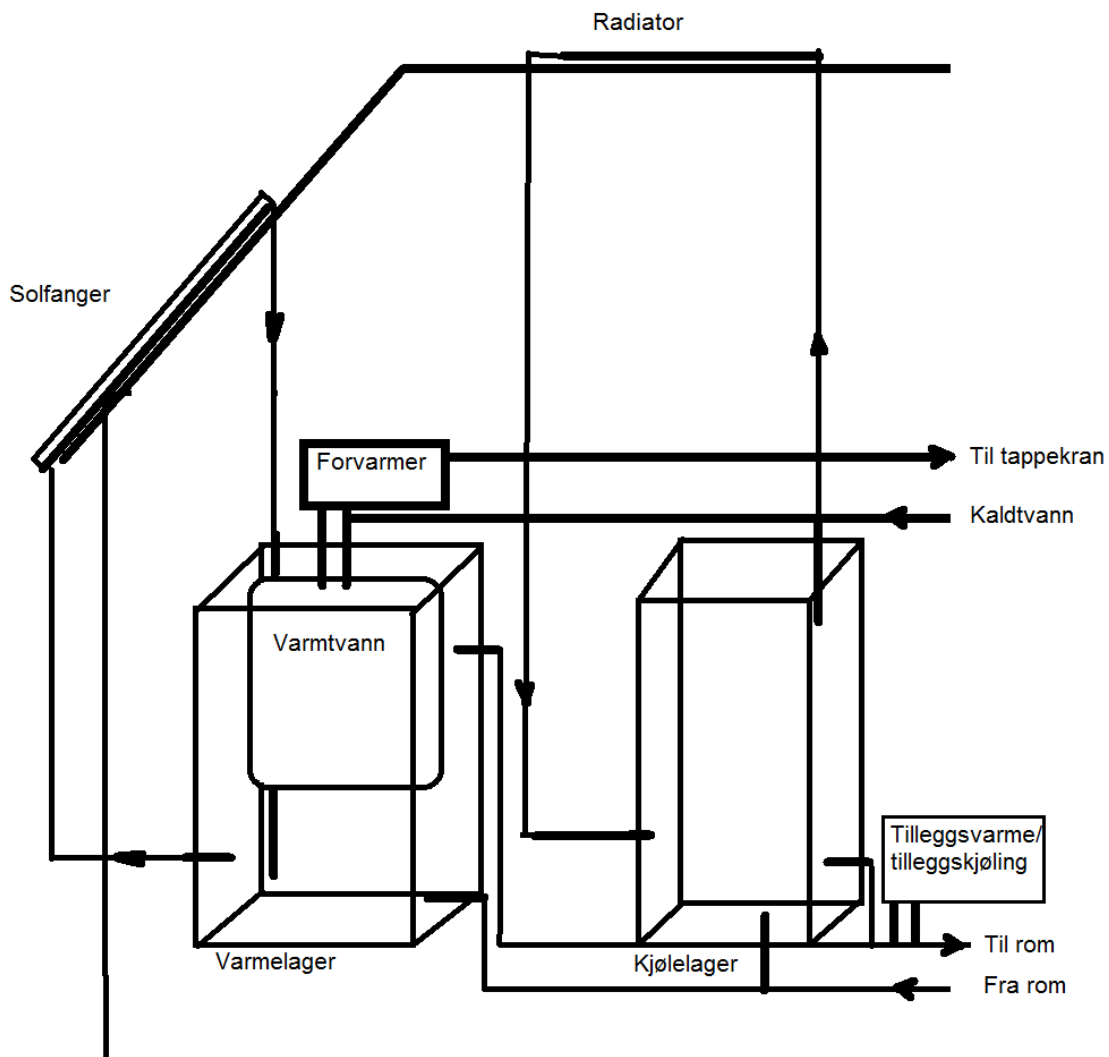 Radiator
Solfanger
Forvarmer
Til tappekran
Kaldtvann
Varmtvann
Tilleggsvarme/
tilleggskjøling
Til rom
Varmelager
Kjølelager
Fra rom